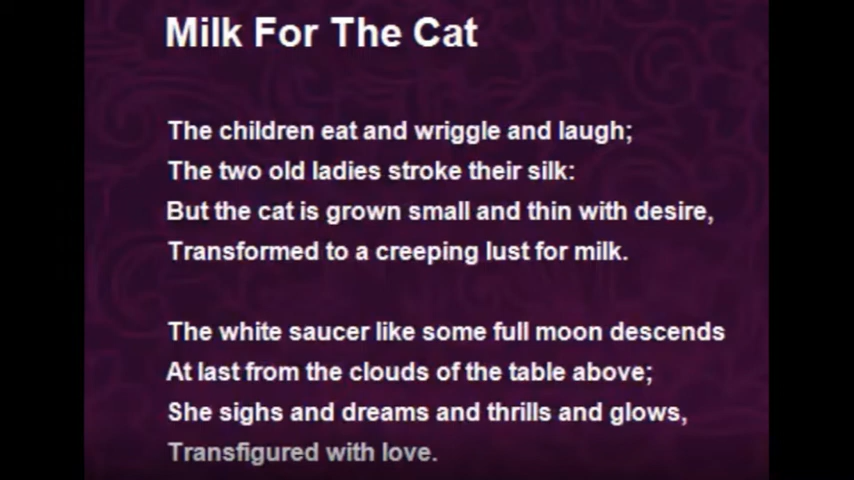 Milk For The Cat
The children eat and wriggle and laugh;
The two old ladies stroke their silk:
But the cat is grown small and thin with desire,
Transformed to a creeping lust for milk.
The white saucer like some full moon descends
At last from the clouds of the table above;
She sighs and dreams and thrills and glows,
Transfigured with love.